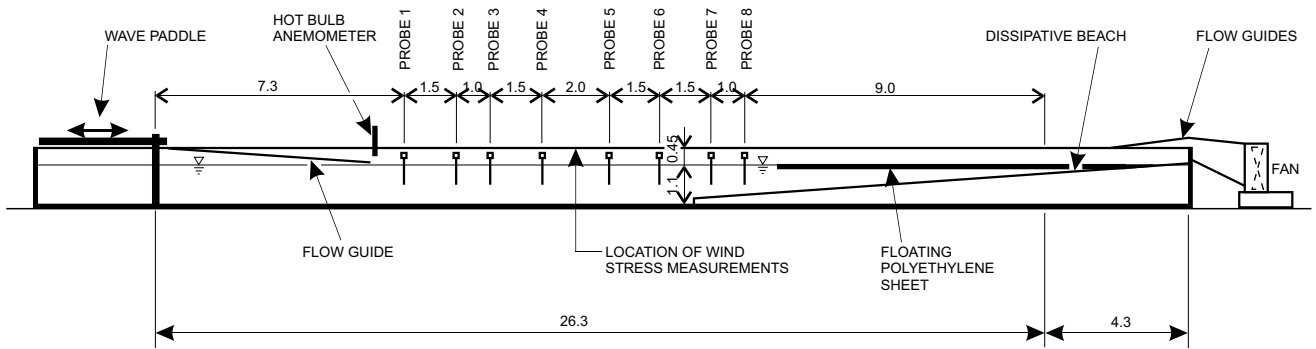 WAVE PADDLE
HOT BULB
ANEMOMETER
PROBE 1
PROBE 2
PROBE 3
PROBE 4
PROBE 5
PROBE 6
PROBE 7
PROBE 8
DISSIPATIVE BEACH
FLOW GUIDES
7.3
1.5
1.0
1.5
2.0
1.5
1.5
1.0
9.0
0.45
1.1
FAN
FLOW GUIDE
LOCATION OF WIND
STRESS MEASUREMENTS
FLOATING
POLYETHYLENE
SHEET
26.3
4.3